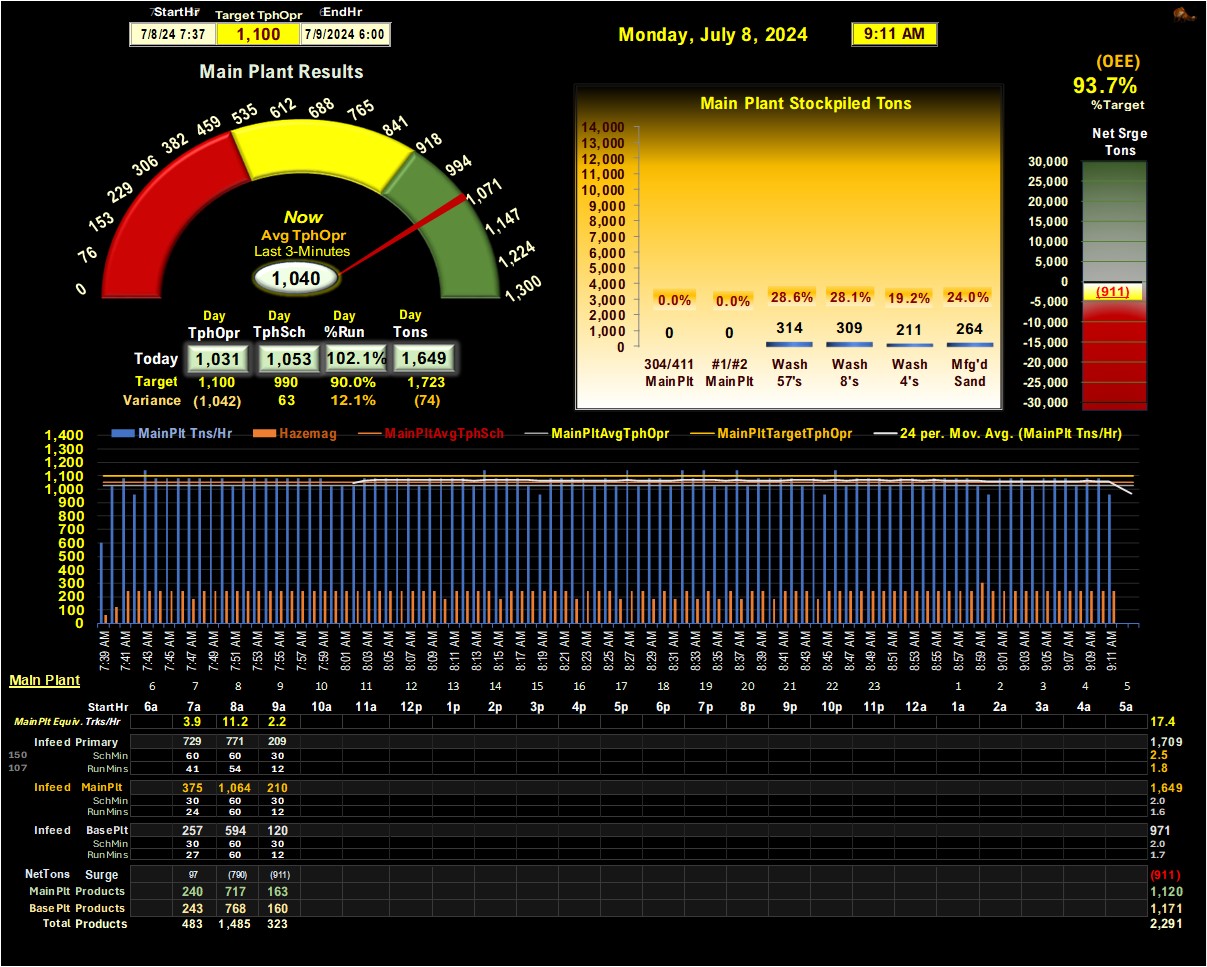 StartHr Target TphOpr EndHr
7/8/24 7:37 1,100 7/9/2024 6:00
Monday, July 8, 2024 9:11 AM
(OEE)
93.7%
%Target
Main Plant Results
0 76 153 229 306 382 459 535 612 688 765 841 918 994 1,071 1,147 1,224 1,300
Now
Avg TphOpr
Last 3-Minutes
1,040
Day Day Day Day
TphOpr TphSch %Run Tons
Today 1,031 1,053 102.1% 1,649
Target 1,100 990 90.0% 1,723
Variance (1,042) 63 12.1% (74)
Main Plant Stockpiled Tons
14,000
13,000
12,000
11,000
10,000
9,000
8,000
7,000
6,000
5,000
4,000
3,000
2,000
1,000
0
0.0% 0.0% 28.6% 28.1% 19.2% 24.0%
0 0 314 309 211 264
304/411 #1/#2 Wash Wash Wash Mfg'd
MainPlt MainPlt 57's 8's 4's Sand
Net Srge
Tons
30,000
25,000
20,000
15,000
10,000
5,000
0
(911)
-5,000
-10,000
-15,000
-20,000
-25,000
-30,000
MainPlt Tns/Hr Hazemag MainPltAvgTphSch MainPltAvgTphOpr MainPltTargetTphOpr 24 per. Mov. Avg. (MainPlt Tns/Hr)
1,400
1,300
1,200
1,100
1,000
900
800
700
600
500
400
300
200
100
0
7:39 AM 7:41 AM 7:43 AM 7:45 AM 7:47 AM 7:49 AM 7:51 AM 7:53 AM 7:55 AM 7:57 AM 7:59 AM 8:01 AM 8:03 AM 8:05 AM 8:07 AM 8:09 AM 8:11 AM 8:13 AM 8:15 AM 8:17 AM 8:19 AM 8:21 AM 8:23 AM 8:25 AM 8:27 AM 8:29 AM 8:31 AM 8:33 AM 8:35 AM 8:37 AM 8:39 AM 8:41 AM 8:43 AM 8:45 AM 8:47 AM 8:49 AM 8:51 AM 8:53 AM 8:55 AM 8:57 AM 8:59 AM 9:01 AM 9:03 AM 9:05 AM 9:07 AM 9:09 AM 9:11 AM
Main Plant
6 7 8 9 10 11 12 13 14 15 16 17 18 19 20 21 22 23 1 2 3 4 5
StartHr 6a 7a 8a 9a 10a 11a 12p 1p 2p 3p 4p 5p 6p 7p 8p 9p 10p 11p 12a 1a 2a 3a 4a 5a
MainPlt Equiv. Trks/Hr 3.9 11.2 2.2 17.4
Infeed Primary 729 771 209 1,709
150 SchMin 60 60 30 2.5
107 RunMins 41 54 12 1.8
Infeed MainPlt 375 1,064 210 1,649
SchMin 30 60 30 2.0
RunMins 24 60 12 1.6
Infeed BasePlt 257 594 120 971
SchMin 30 60 30 2.0
RunMins 27 60 12 1.7
NetTons Surge 97 (790) (911) (911)
MainPlt Products 240 717 163 1,120
BasePlt Products 243 768 160 1,171
Total Products 483 1,485 323 2,291